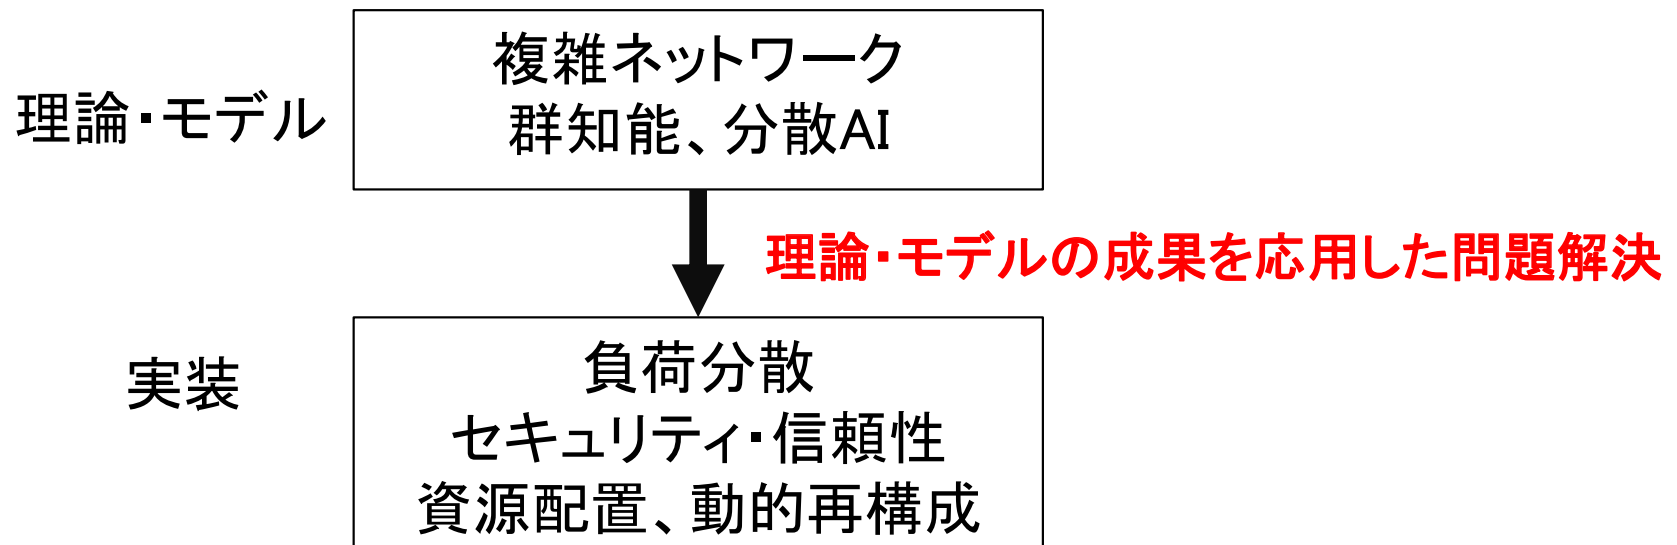 複雑ネットワーク
群知能、分散AI
理論・モデル
理論・モデルの成果を応用した問題解決
実装
負荷分散
セキュリティ・信頼性
資源配置、動的再構成